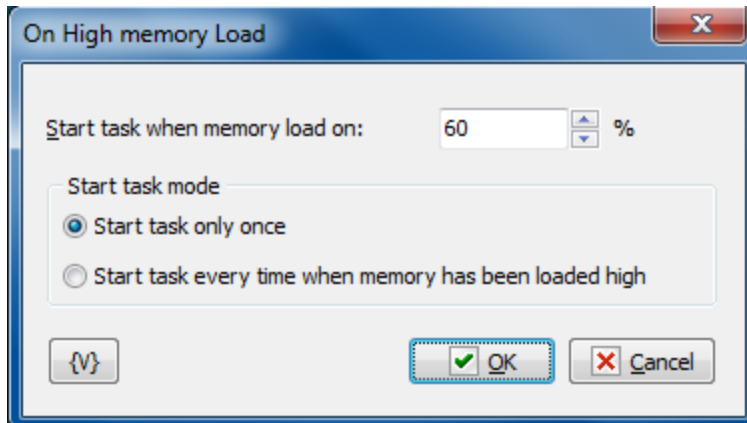 On High memory Load
Start task when memory load on: 60 %
Start task mode
Start task only once
Start task every time when memory has been loaded high
{V} OK Cancel